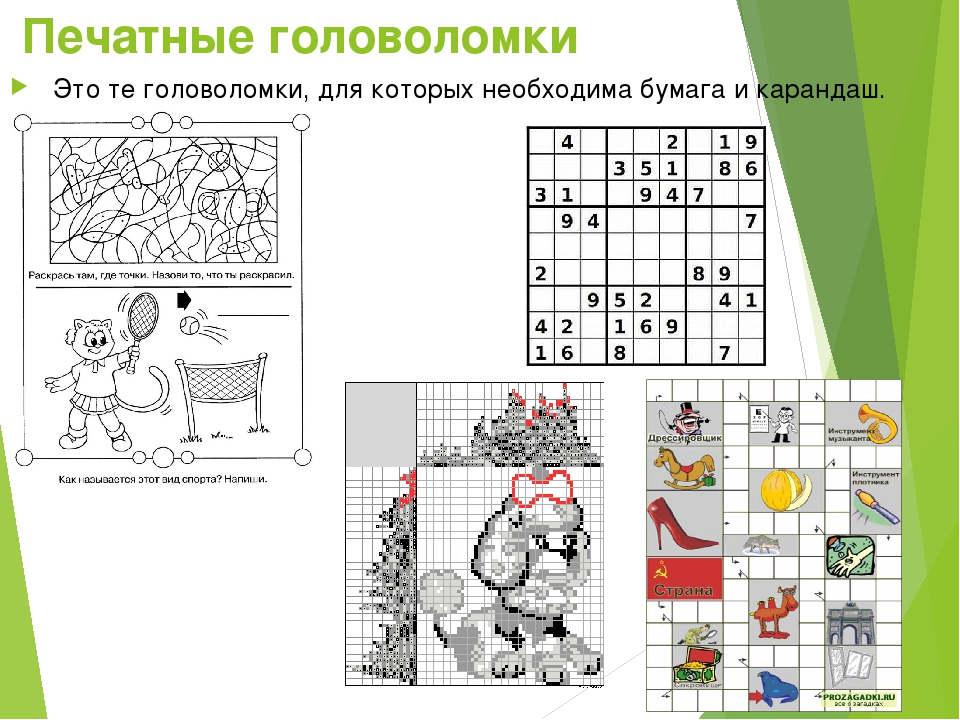 Печатные головоломки
Это те головоломки, для которых необходима бумага и карандаш.
Раскрась там, где точки. Назови то, что ты раскрасил.
Как называется этот вид спорта? Напиши.
4 2 1 9
3 5 1 8 6
3 1 9 4 7
9 4 7
2 8 9
9 5 2 4 1
4 2 1 6 9
1 6 8 7
Дрессировщик
Инструмент
музыканта
Инструмент
плотника
Страна
Сокровище
PROZAGADKI.RU
все о загадках